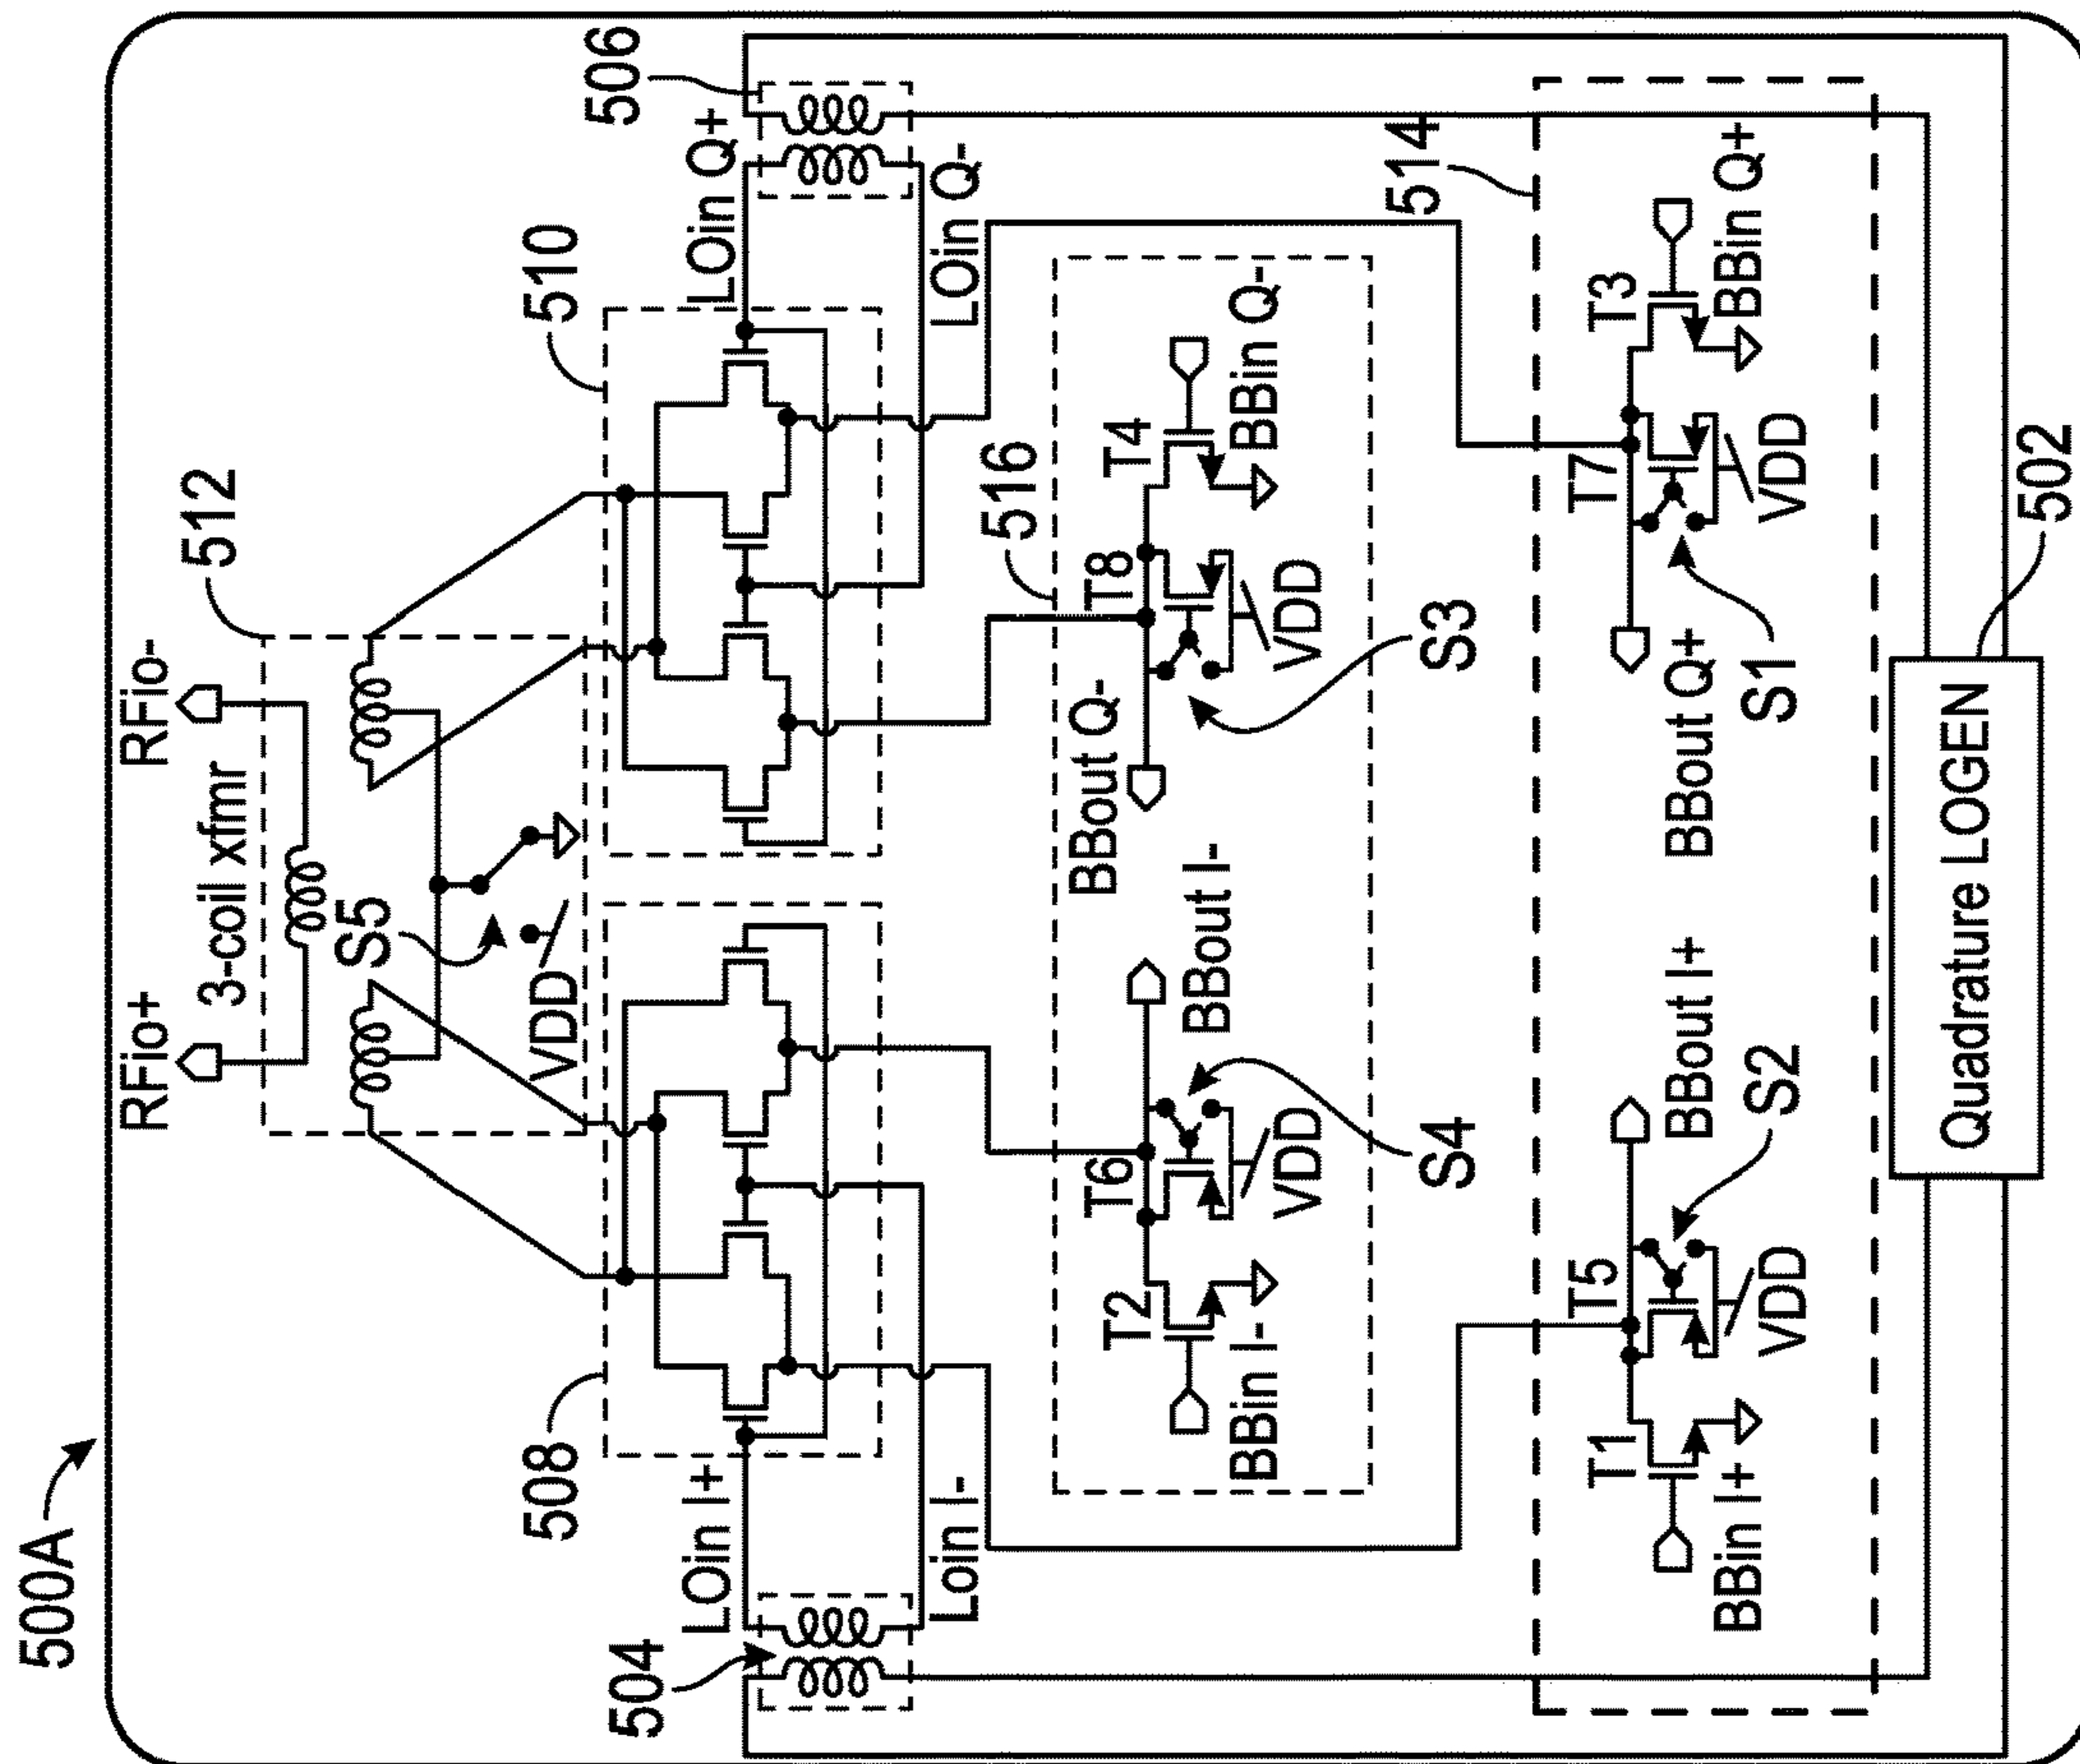 500A
RFio+
RFio-
3-coil xfmr
512
S5
VDD
508
510
LOin I+
LOin Q+
504
506
Loin I-
LOin Q-
516
BBout Q-
T2
T6
T8
T4
BBin I-
VDD
BBout I-
VDD
BBin Q-
S4
S3
514
T1
T5
T7
T3
BBin I+
VDD
BBout I+
BBout Q+
VDD
BBin Q+
S2
S1
Quadrature LOGEN
502